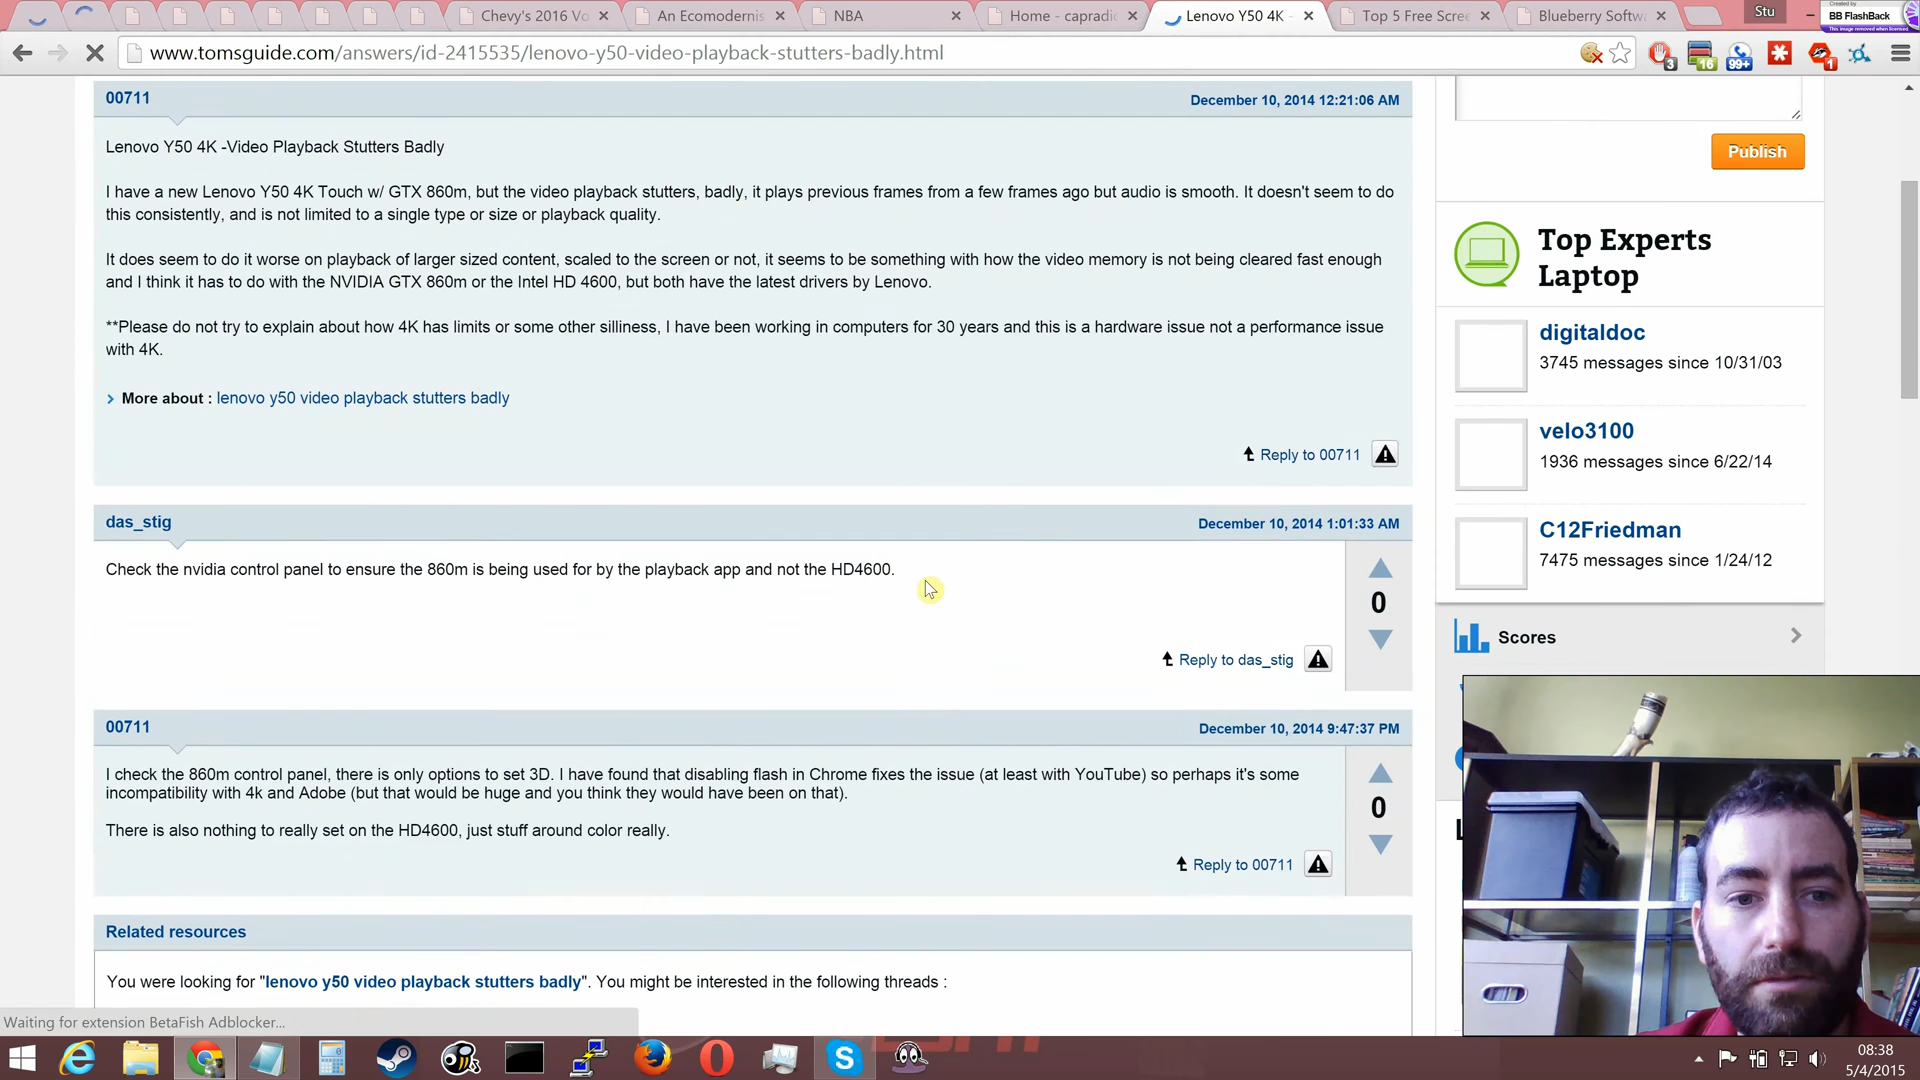 Chevy's 2016 Vo
An Ecomodernis
NBA
Home - capradio
Lenovo Y50 4K -
Top 5 Free Scree
Blueberry Softwa
Stu
Created by
BB FlashBack
This image removed when licensed
www.tomsguide.com/answers/id-2415535/lenovo-y50-video-playback-stutters-badly.html
3
16
99+
1
00711
December 10, 2014 12:21:06 AM
Lenovo Y50 4K -Video Playback Stutters Badly
I have a new Lenovo Y50 4K Touch w/ GTX 860m, but the video playback stutters, badly, it plays previous frames from a few frames ago but audio is smooth. It doesn't seem to do
this consistently, and is not limited to a single type or size or playback quality.
It does seem to do it worse on playback of larger sized content, scaled to the screen or not, it seems to be something with how the video memory is not being cleared fast enough
and I think it has to do with the NVIDIA GTX 860m or the Intel HD 4600, but both have the latest drivers by Lenovo.
**Please do not try to explain about how 4K has limits or some other silliness, I have been working in computers for 30 years and this is a hardware issue not a performance issue
with 4K.
More about : lenovo y50 video playback stutters badly
Reply to 00711
das_stig
December 10, 2014 1:01:33 AM
Check the nvidia control panel to ensure the 860m is being used for by the playback app and not the HD4600.
0
Reply to das_stig
00711
December 10, 2014 9:47:37 PM
I check the 860m control panel, there is only options to set 3D. I have found that disabling flash in Chrome fixes the issue (at least with YouTube) so perhaps it's some
incompatibility with 4k and Adobe (but that would be huge and you think they would have been on that).
There is also nothing to really set on the HD4600, just stuff around color really.
0
Reply to 00711
Related resources
You were looking for "lenovo y50 video playback stutters badly". You might be interested in the following threads :
Publish
Top Experts
Laptop
digitaldoc
3745 messages since 10/31/03
velo3100
1936 messages since 6/22/14
C12Friedman
7475 messages since 1/24/12
Scores
Waiting for extension BetaFish Adblocker...
08:38
5/4/2015